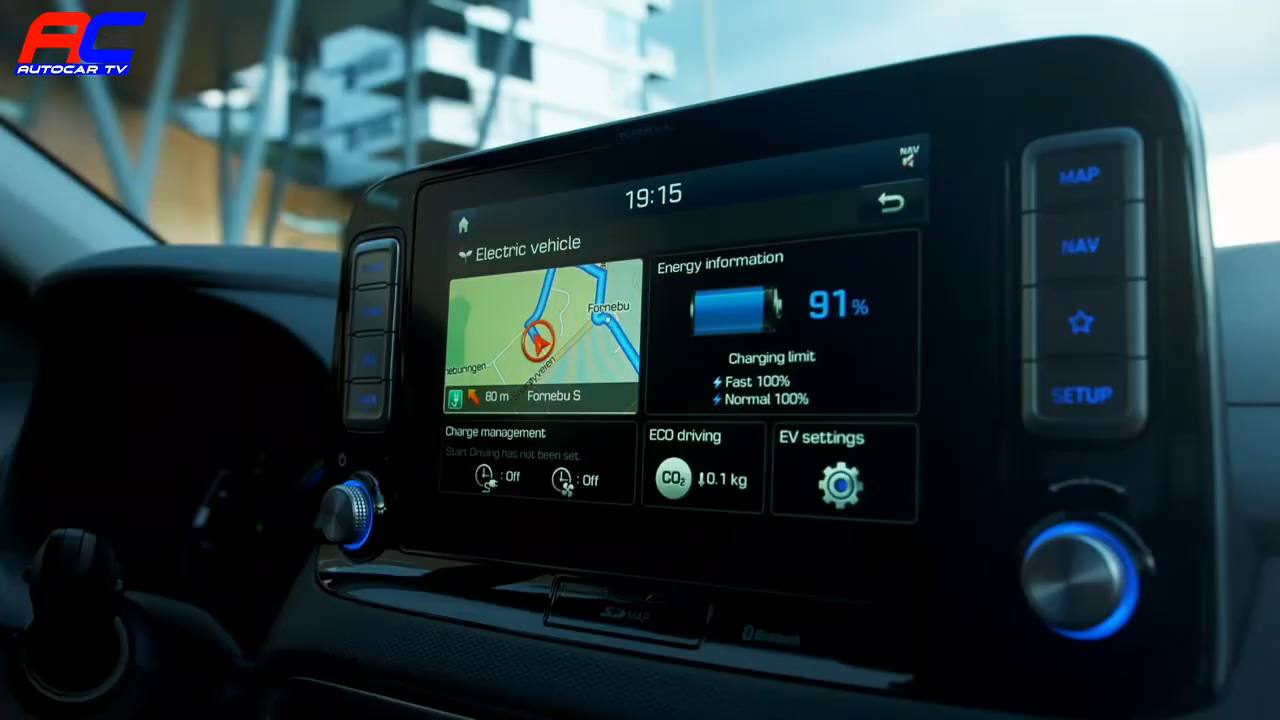 AC
AUTOCAR TV
KRELL
NAV
19:15
Electric vehicle
Fornebu
80 m Fornebu S
Energy information
91%
Charging limit
Fast 100%
Normal 100%
Charge management
Start Driving has not been set.
: Off : Off
ECO driving
CO₂ 0.1 kg
EV settings
MAP
NAV
SETUP
SD MAP
Bluetooth